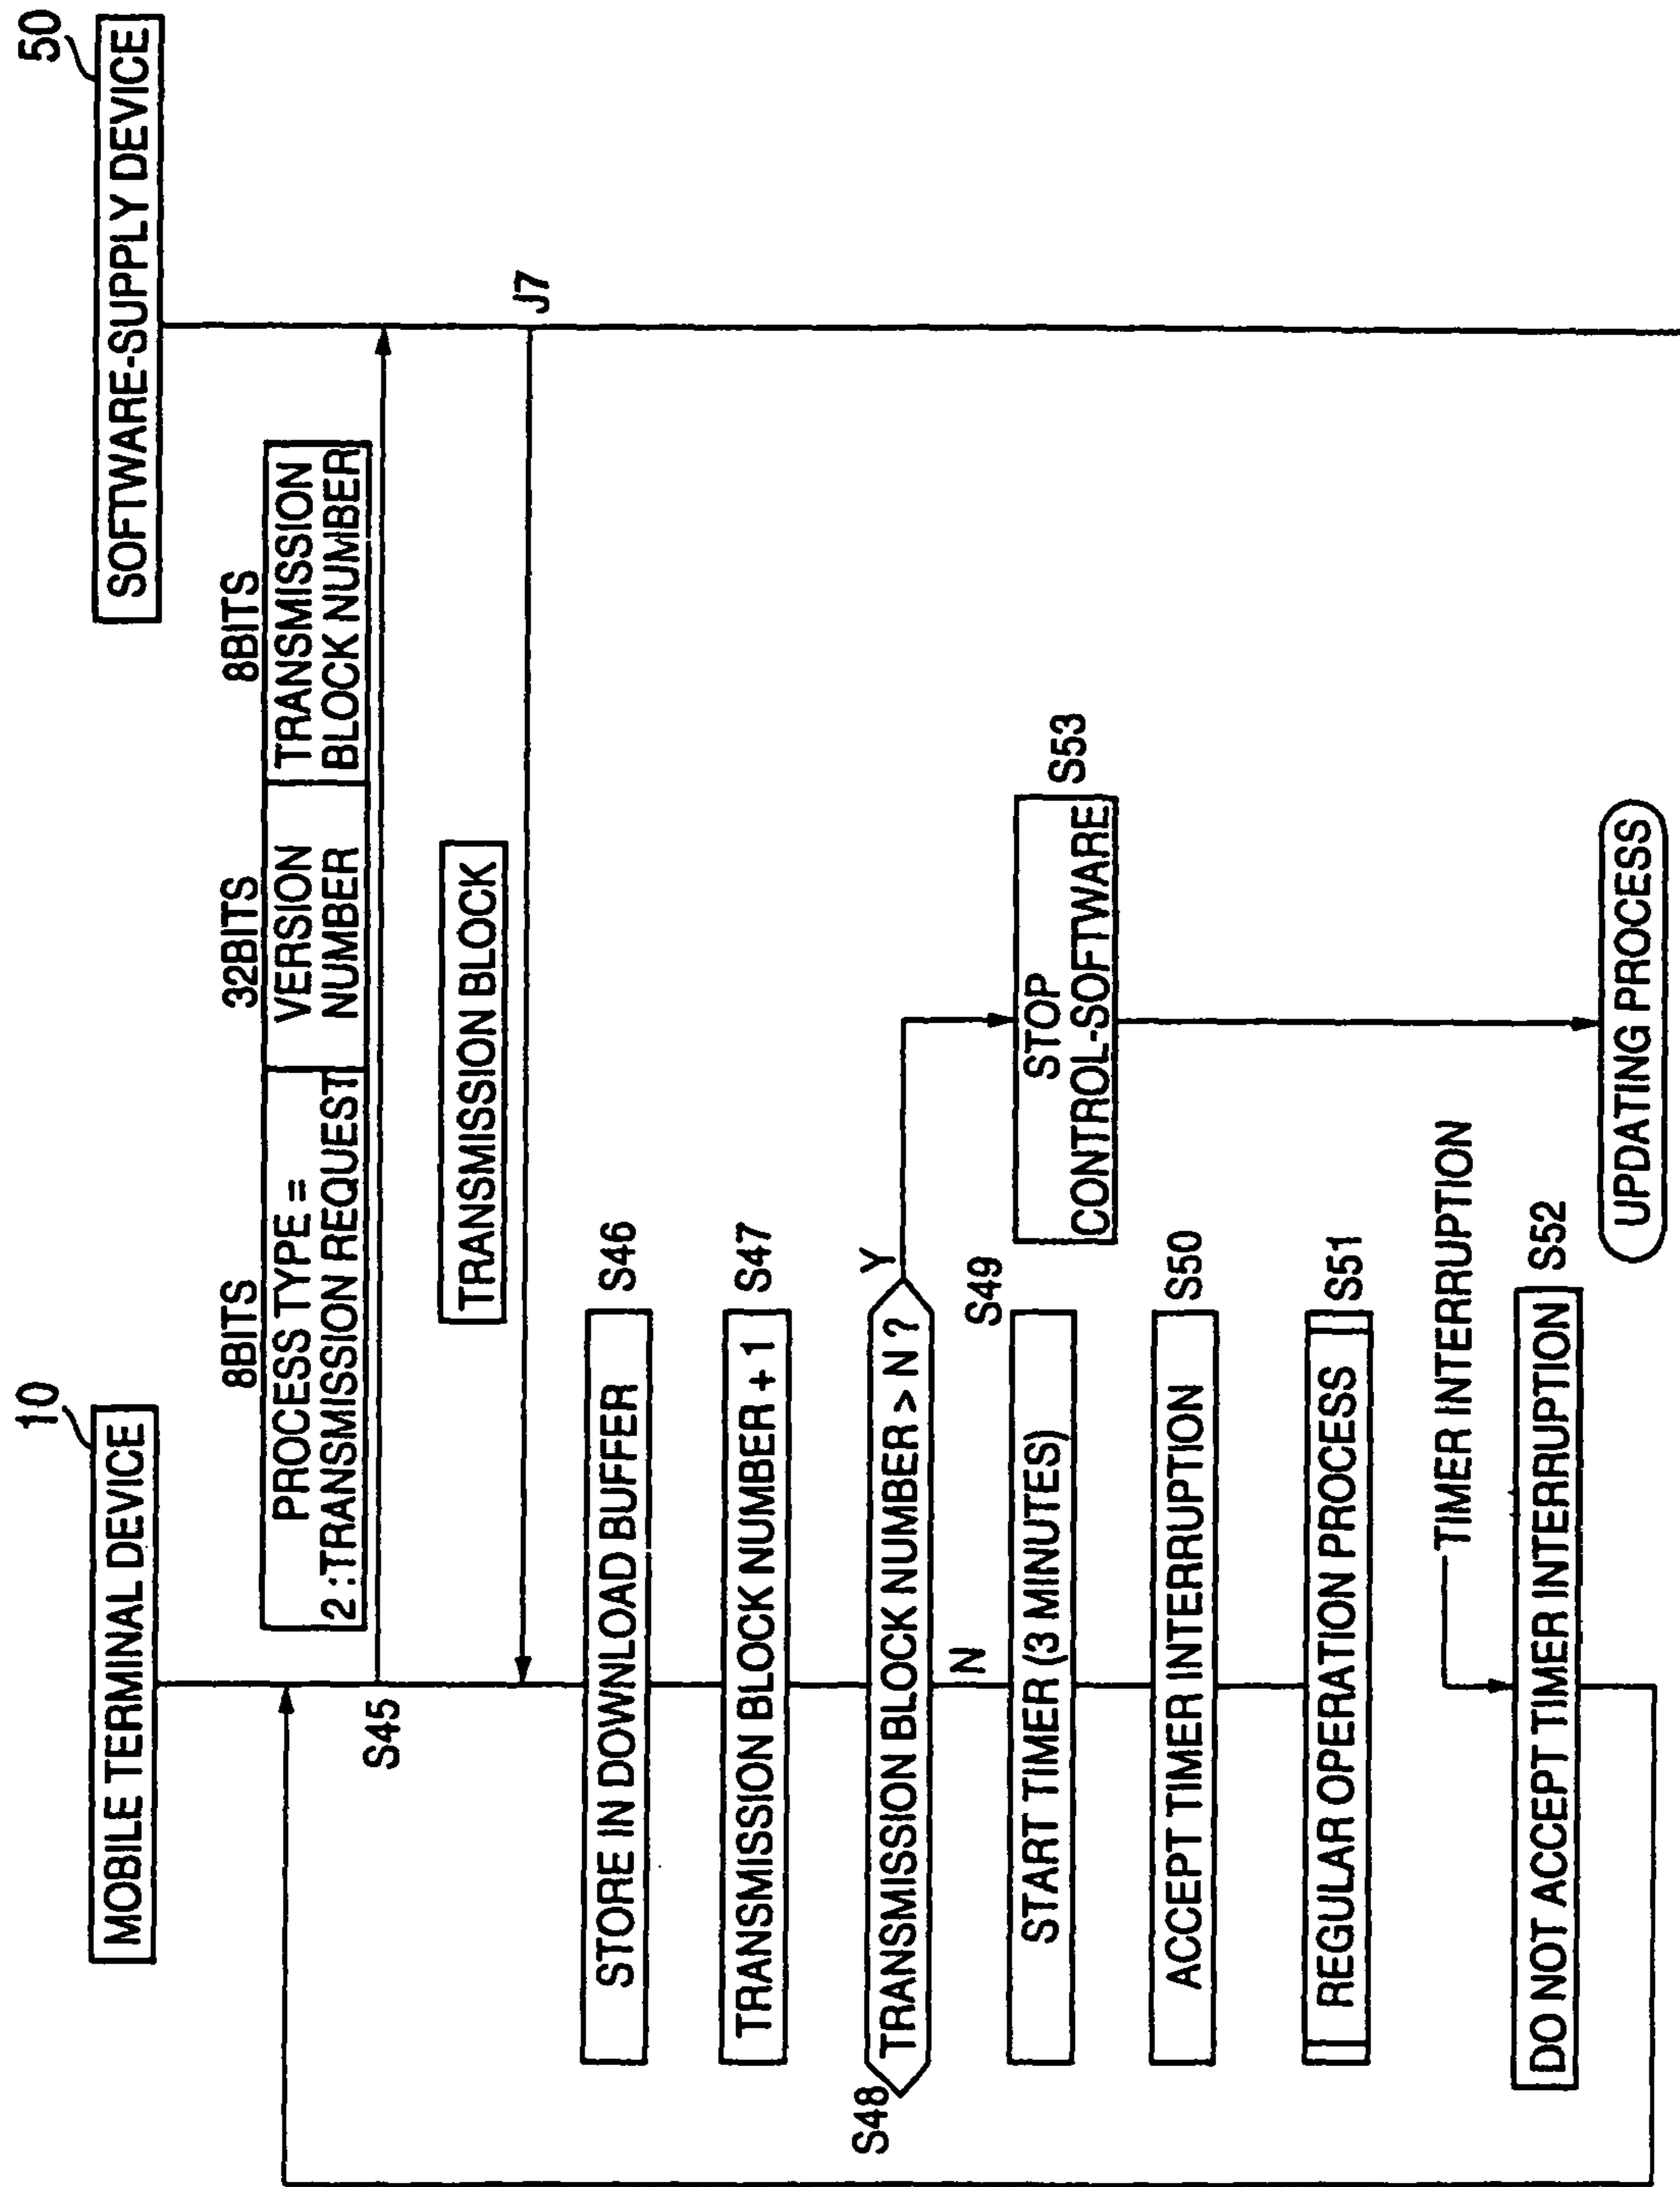 MOBILE TERMINAL DEVICE
10
SOFTWARE-SUPPLY DEVICE
50
8BITS
32BITS
8BITS
PROCESS TYPE =
2:TRANSMISSION REQUEST
VERSION
NUMBER
TRANSMISSION
BLOCK NUMBER
S45
TRANSMISSION BLOCK
J7
STORE IN DOWNLOAD BUFFER
S46
TRANSMISSION BLOCK NUMBER + 1
S47
S48
TRANSMISSION BLOCK NUMBER > N ?
Y
N
START TIMER (3 MINUTES)
S49
STOP
CONTROL-SOFTWARE
S53
ACCEPT TIMER INTERRUPTION
S50
REGULAR OPERATION PROCESS
S51
TIMER INTERRUPTION
DO NOT ACCEPT TIMER INTERRUPTION
S52
UPDATING PROCESS